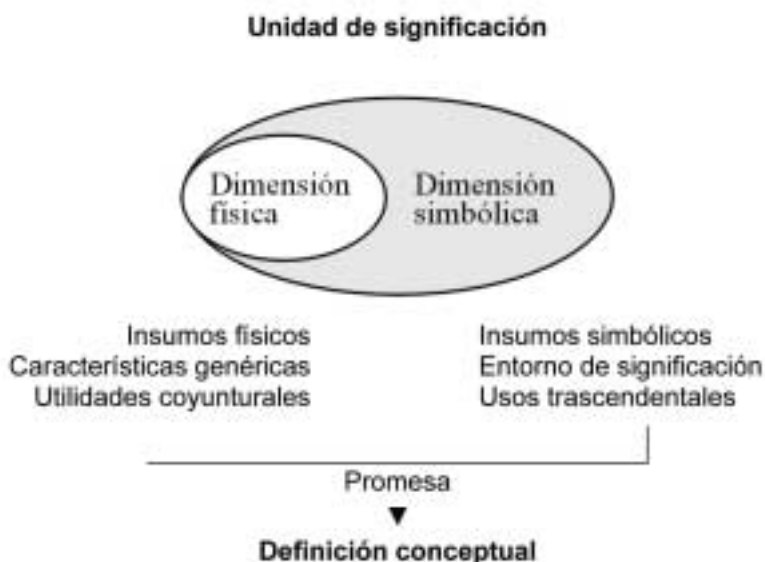 Unidad de significación
Dimensión
física
Dimensión
simbólica
Insumos físicos
Características genéricas
Utilidades coyunturales
Insumos simbólicos
Entorno de significación
Usos trascendentales
Promesa
Definición conceptual